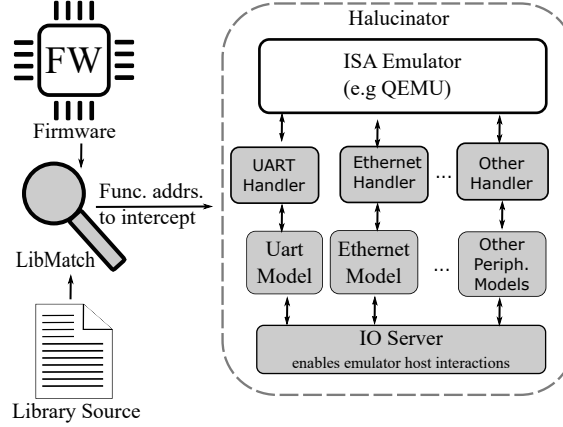 FW
Firmware
LibMatch
Library Source
Func. addrs.
to intercept
Halucinator
ISA Emulator
(e.g QEMU)
UART
Handler
Ethernet
Handler
...
Other
Handler
Uart
Model
Ethernet
Model
...
Other
Periph.
Models
IO Server
enables emulator host interactions